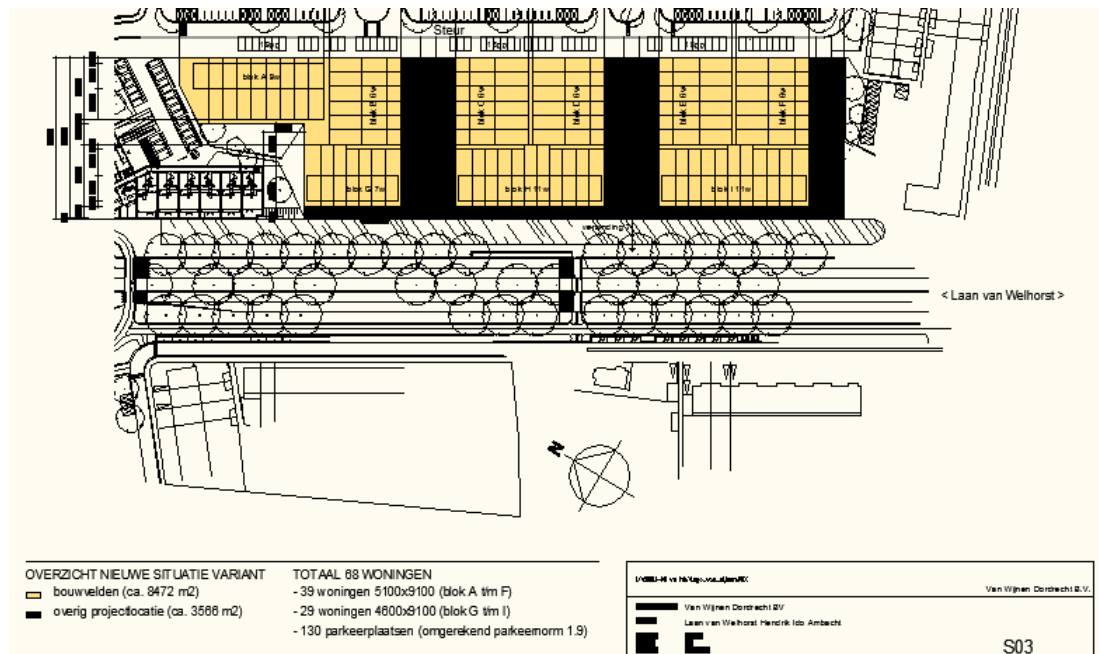 Steur
blok A 9w
blok B 6w
blok C 6w
blok D 6w
blok E 6w
blok F 6w
blok G 7w
blok H 11w
blok I 11w
< Laan van Welhorst >
N
OVERZICHT NIEUWE SITUATIE VARIANT
bouwvelden (ca. 8472 m2)
overig projectlocatie (ca. 3566 m2)
TOTAAL 68 WONINGEN
- 39 woningen 5100x9100 (blok A t/m F)
- 29 woningen 4600x9100 (blok G t/m I)
- 130 parkeerplaatsen (omgerekend parkeernorm 1.9)
Van Wijnen Dordrecht B.V.
Van Wijnen Dordrecht BV
Laan van Welhorst Hendrik Ido Ambacht
S03